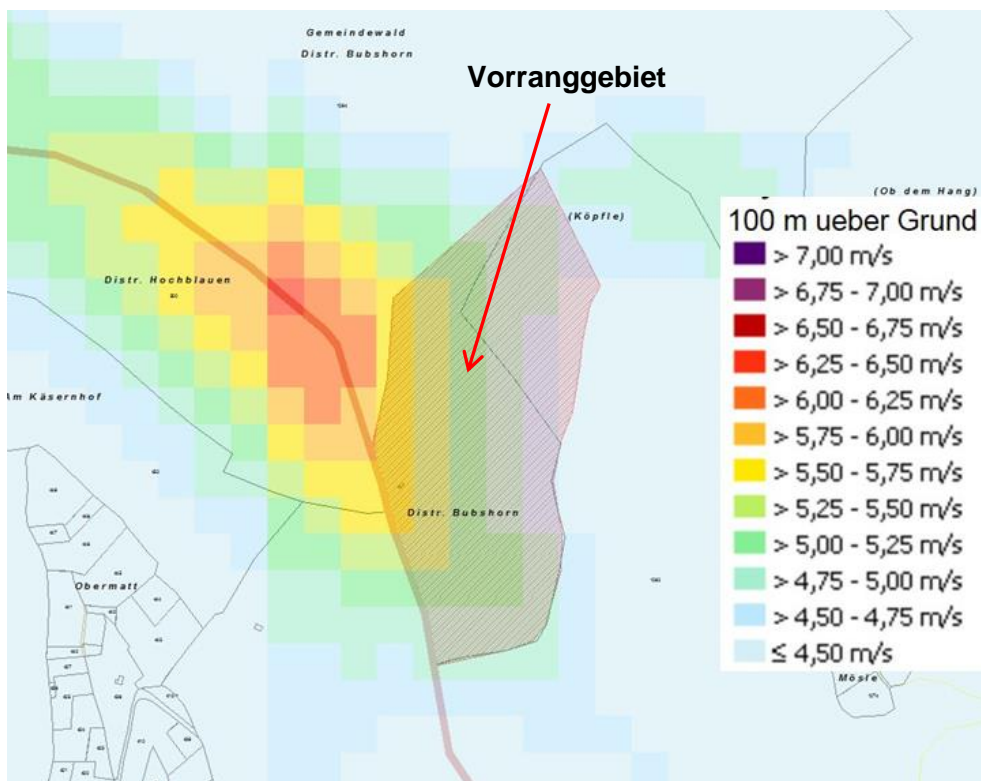 Gemeindewald
Distr. Bubshorn
Vorranggebiet
(Ob dem Hang)
(Köpfle)
100 m ueber Grund
> 7,00 m/s
> 6,75 - 7,00 m/s
> 6,50 - 6,75 m/s
> 6,25 - 6,50 m/s
> 6,00 - 6,25 m/s
> 5,75 - 6,00 m/s
> 5,50 - 5,75 m/s
> 5,25 - 5,50 m/s
> 5,00 - 5,25 m/s
> 4,75 - 5,00 m/s
> 4,50 - 4,75 m/s
≤ 4,50 m/s
Distr. Hochblauen
Am Käsernhof
Distr. Bubshorn
Obermatt
Mösle